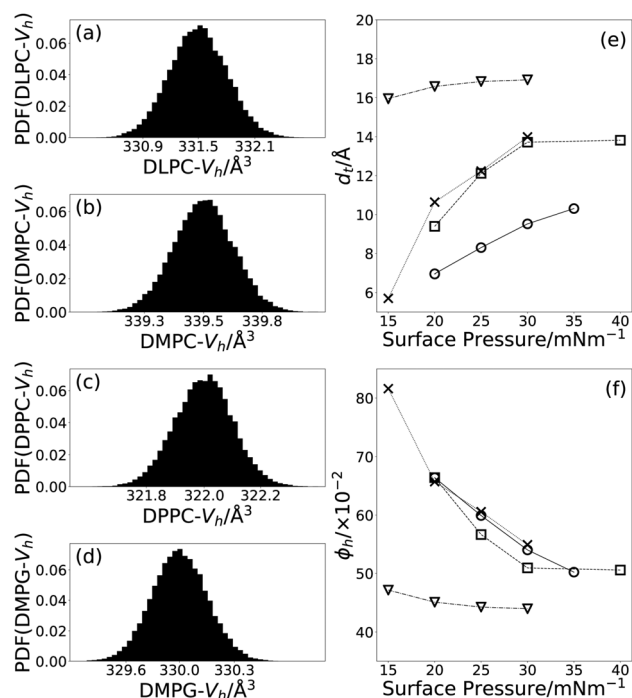 (a)
PDF(DLPC-V_h)
0.06
0.04
0.02
0.00
330.9 331.5 332.1
DLPC-V_h/Å³
(b)
PDF(DMPC-V_h)
0.06
0.04
0.02
0.00
339.3 339.5 339.8
DMPC-V_h/Å³
(c)
PDF(DPPC-V_h)
0.06
0.04
0.02
0.00
321.8 322.0 322.2
DPPC-V_h/Å³
(d)
PDF(DMPG-V_h)
0.06
0.04
0.02
0.00
329.6 330.0 330.3
DMPG-V_h/Å³
(e)
d_t/Å
20
18
16
14
12
10
8
6
15 20 25 30 35 40
Surface Pressure/mNm⁻¹
(f)
ϕ_h/×10⁻²
90
80
70
60
50
40
15 20 25 30 35 40
Surface Pressure/mNm⁻¹